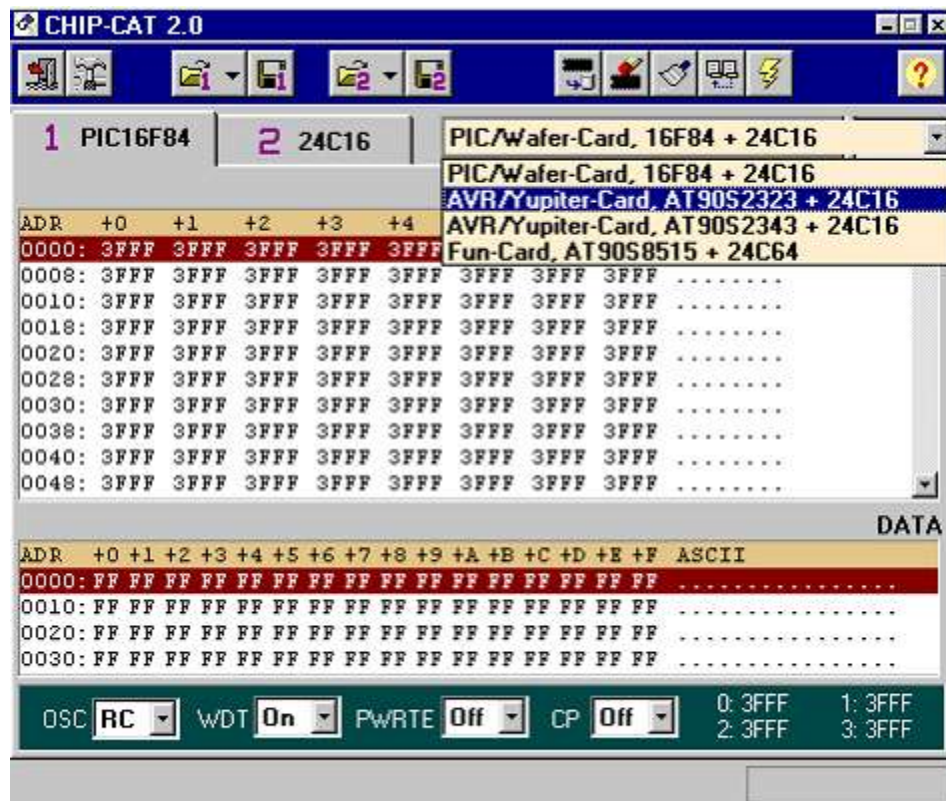 CHIP-CAT 2.0
1 2 ?
1 PIC16F84 2 24C16 PIC/Wafer-Card, 16F84 + 24C16
PIC/Wafer-Card, 16F84 + 24C16
AVR/Yupiter-Card, AT90S2323 + 24C16
AVR/Yupiter-Card, AT90S2343 + 24C16
Fun-Card, AT90S8515 + 24C64
ADR +0 +1 +2 +3 +4
0000: 3FFF 3FFF 3FFF 3FFF 3FFF
0008: 3FFF 3FFF 3FFF 3FFF 3FFF 3FFF 3FFF 3FFF ........
0010: 3FFF 3FFF 3FFF 3FFF 3FFF 3FFF 3FFF 3FFF ........
0018: 3FFF 3FFF 3FFF 3FFF 3FFF 3FFF 3FFF 3FFF ........
0020: 3FFF 3FFF 3FFF 3FFF 3FFF 3FFF 3FFF 3FFF ........
0028: 3FFF 3FFF 3FFF 3FFF 3FFF 3FFF 3FFF 3FFF ........
0030: 3FFF 3FFF 3FFF 3FFF 3FFF 3FFF 3FFF 3FFF ........
0038: 3FFF 3FFF 3FFF 3FFF 3FFF 3FFF 3FFF 3FFF ........
0040: 3FFF 3FFF 3FFF 3FFF 3FFF 3FFF 3FFF 3FFF ........
0048: 3FFF 3FFF 3FFF 3FFF 3FFF 3FFF 3FFF 3FFF ........
DATA
ADR +0 +1 +2 +3 +4 +5 +6 +7 +8 +9 +A +B +C +D +E +F ASCII
0000: FF FF FF FF FF FF FF FF FF FF FF FF FF FF FF FF ................
0010: FF FF FF FF FF FF FF FF FF FF FF FF FF FF FF FF ................
0020: FF FF FF FF FF FF FF FF FF FF FF FF FF FF FF FF ................
0030: FF FF FF FF FF FF FF FF FF FF FF FF FF FF FF FF ................
OSC RC WDT On PWRTE Off CP Off 0: 3FFF 1: 3FFF
2: 3FFF 3: 3FFF